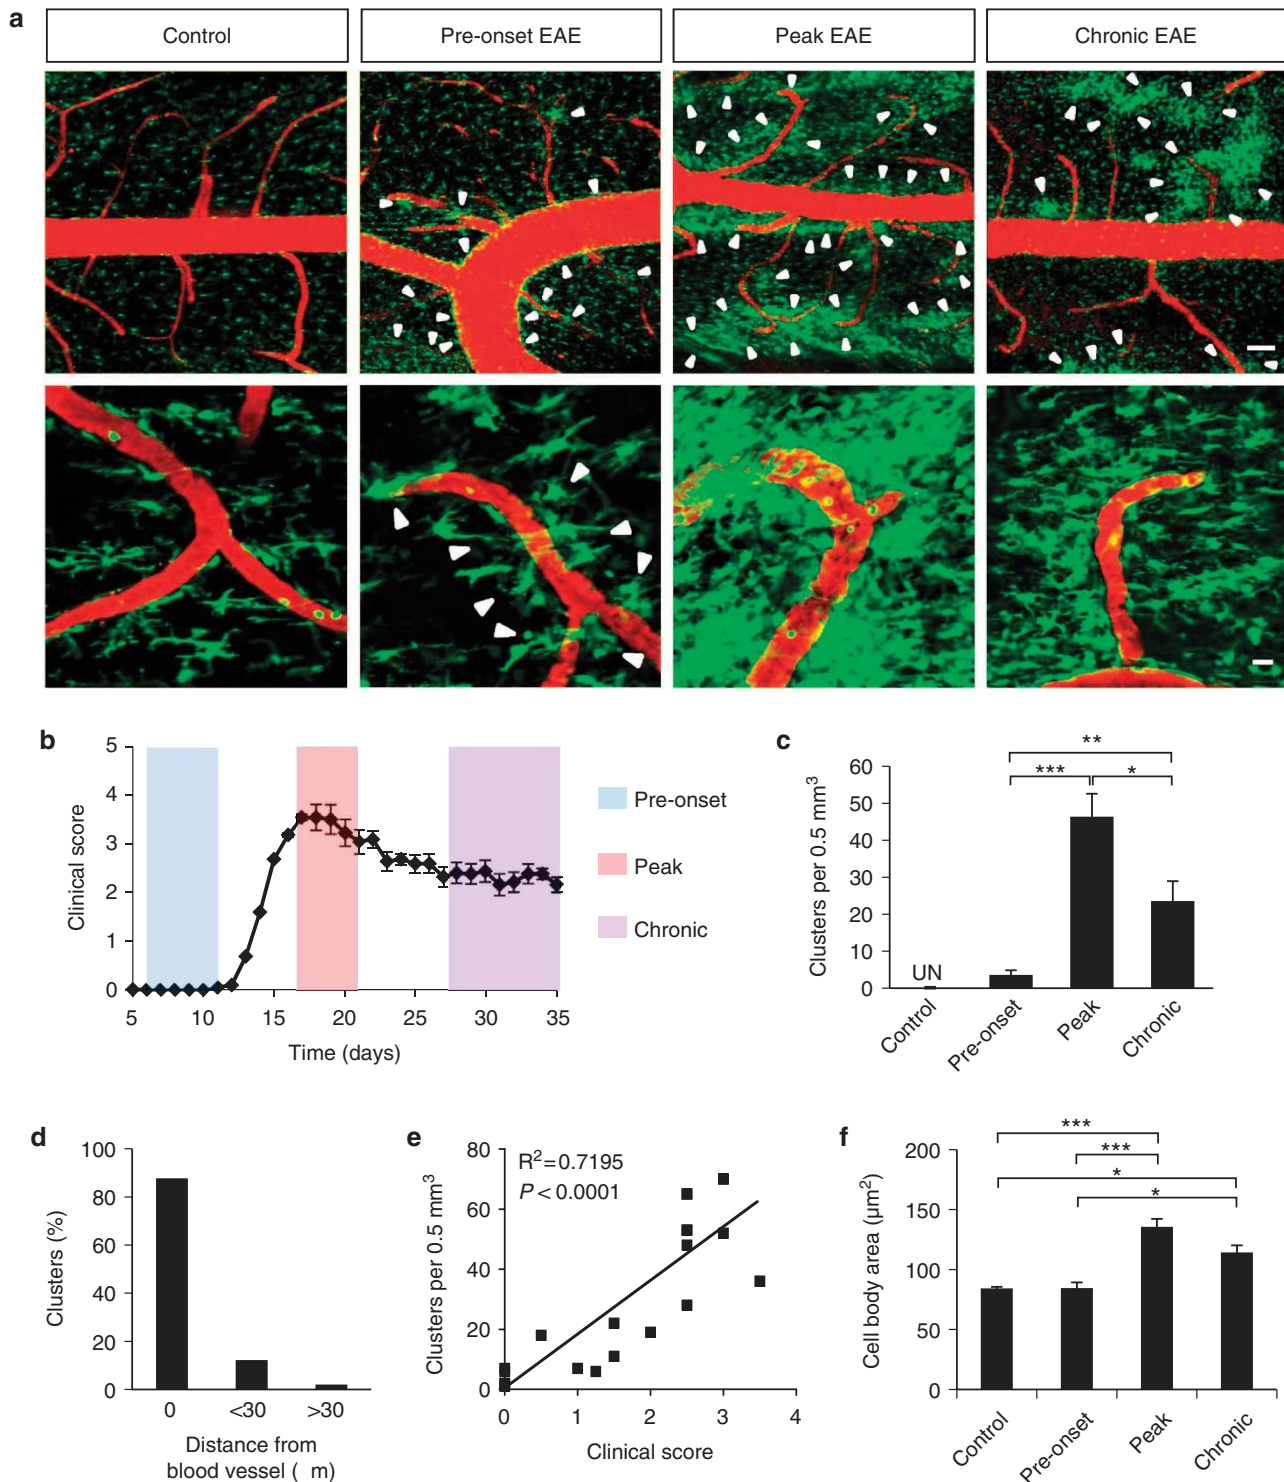 a
Control
Pre-onset EAE
Peak EAE
Chronic EAE
b
5
4
3
2
1
0
Clinical score
5
10
15
20
25
30
35
Time (days)
Pre-onset
Peak
Chronic
c
**
***
*
60
50
40
30
20
10
0
Clusters per 0.5 mm³
UN
Control
Pre-onset
Peak
Chronic
d
100
80
60
40
20
0
Clusters (%)
0
<30
>30
Distance from
blood vessel ( m)
e
80
60
40
20
0
Clusters per 0.5 mm³
R²=0.7195
P<0.0001
0
1
2
3
4
Clinical score
f
***
***
*
*
200
150
100
50
0
Cell body area (µm²)
Control
Pre-onset
Peak
Chronic